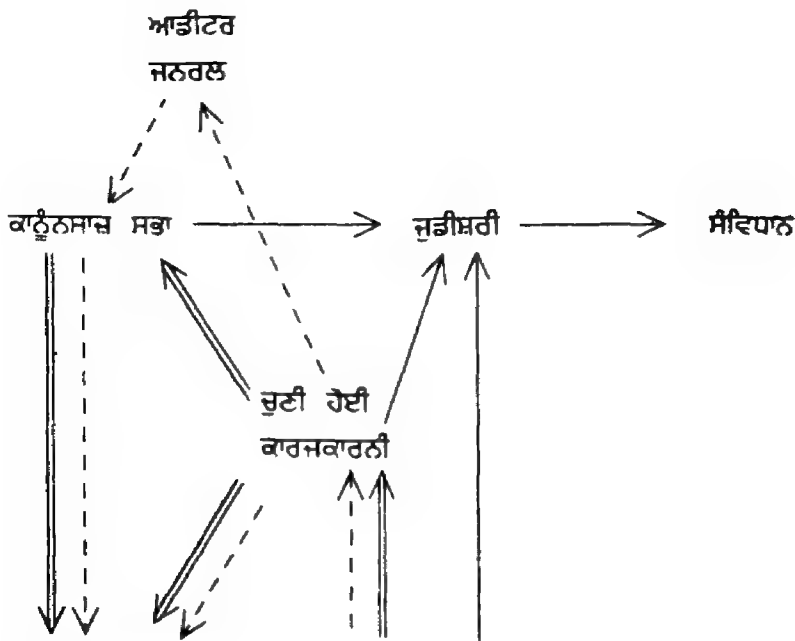 ਆਡੀਟਰ
ਜਨਰਲ
ਕਾਨੂੰਨਸਾਜ਼ ਸਭਾ ਜੁਡੀਸ਼ਰੀ ਸੰਵਿਧਾਨ
ਚੁਣੀ ਹੋਈ
ਕਾਰਜਕਾਰਨੀ